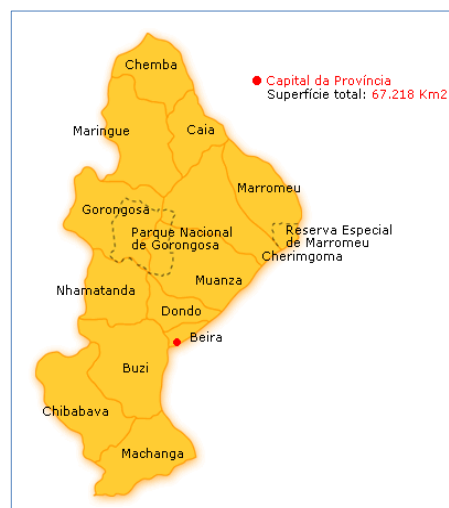 Chemba
Capital da Província
Superfície total: 67.218 Km2
Maringue
Caia
Marromeu
Gorongosa
Parque Nacional
de Gorongosa
Reserva Especial
de Marromeu
Cherimgoma
Muanza
Nhamatanda
Dondo
Beira
Buzi
Chibabava
Machanga